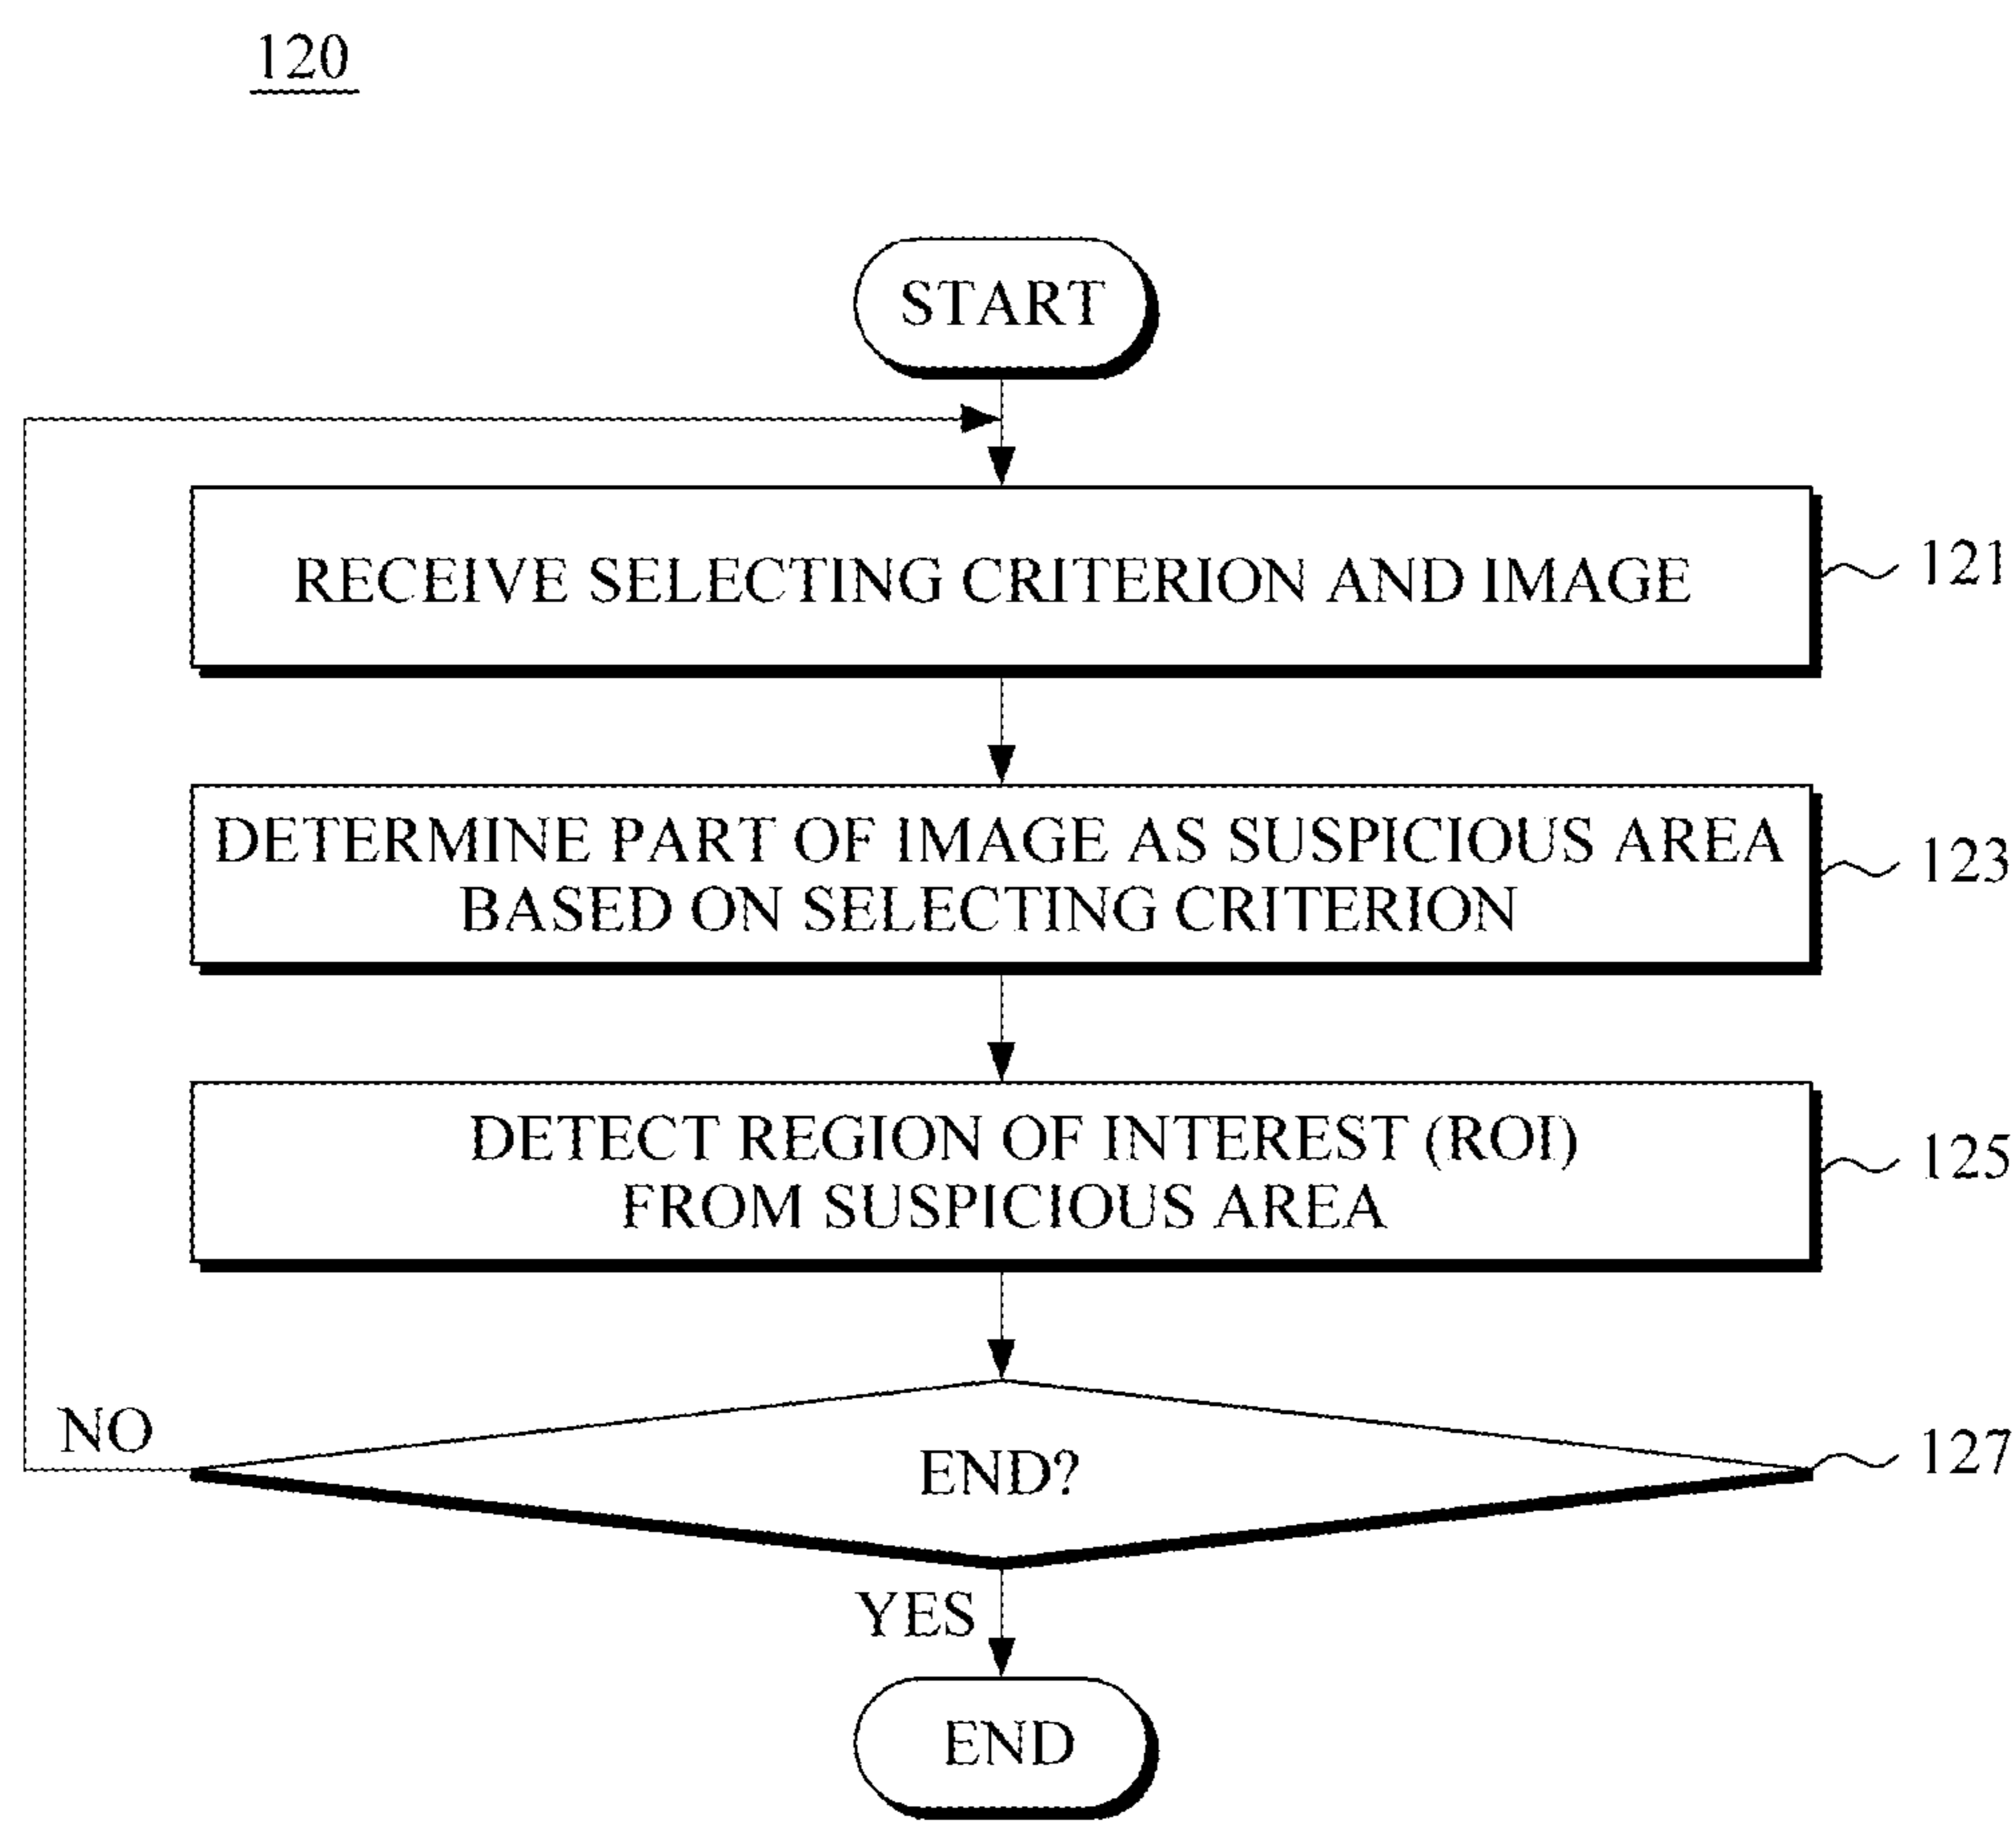 120
START
RECEIVE SELECTING CRITERION AND IMAGE
121
DETERMINE PART OF IMAGE AS SUSPICIOUS AREA
BASED ON SELECTING CRITERION
123
DETECT REGION OF INTEREST (ROI)
FROM SUSPICIOUS AREA
125
NO
END?
127
YES
END